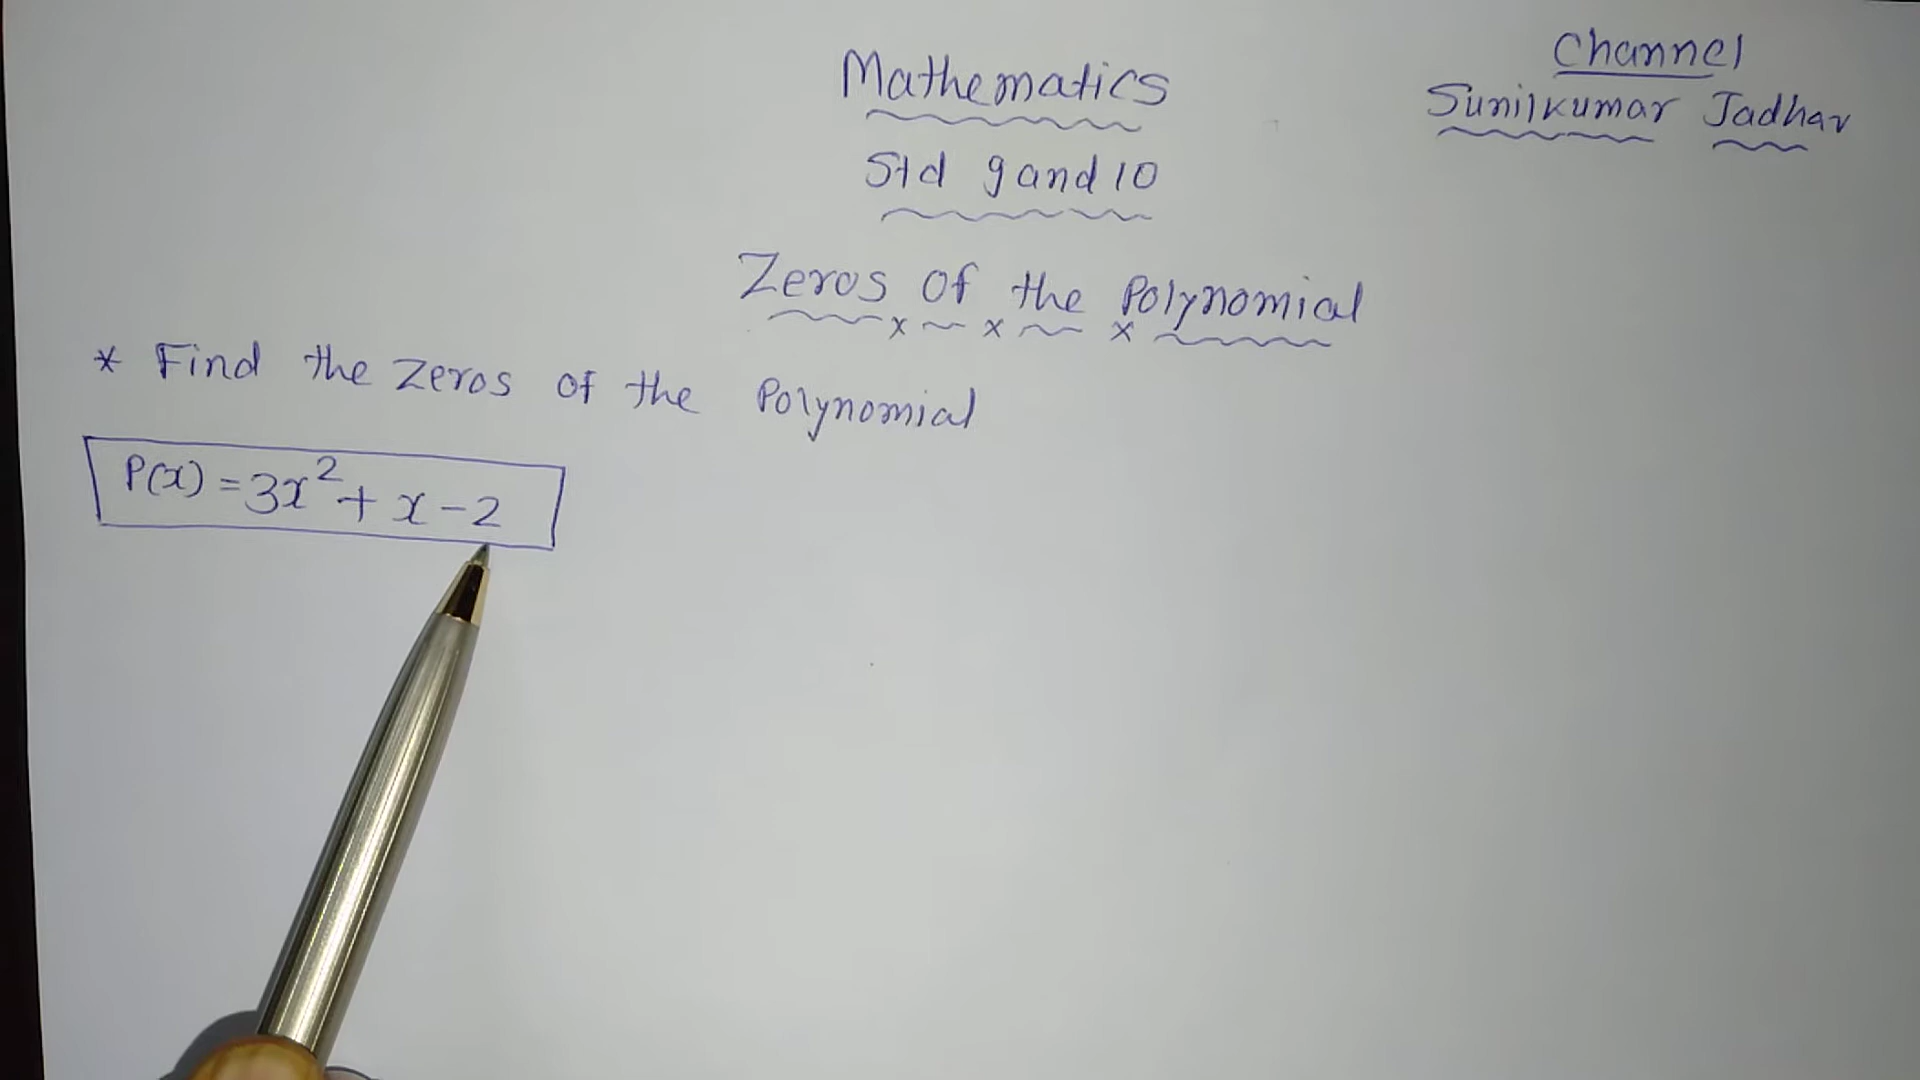 Channel
Sunilkumar Jadhav
Mathematics
Std 9 and 10
Zeros of the Polynomial
* Find the zeros of the Polynomial
P(x) = 3x² + x - 2